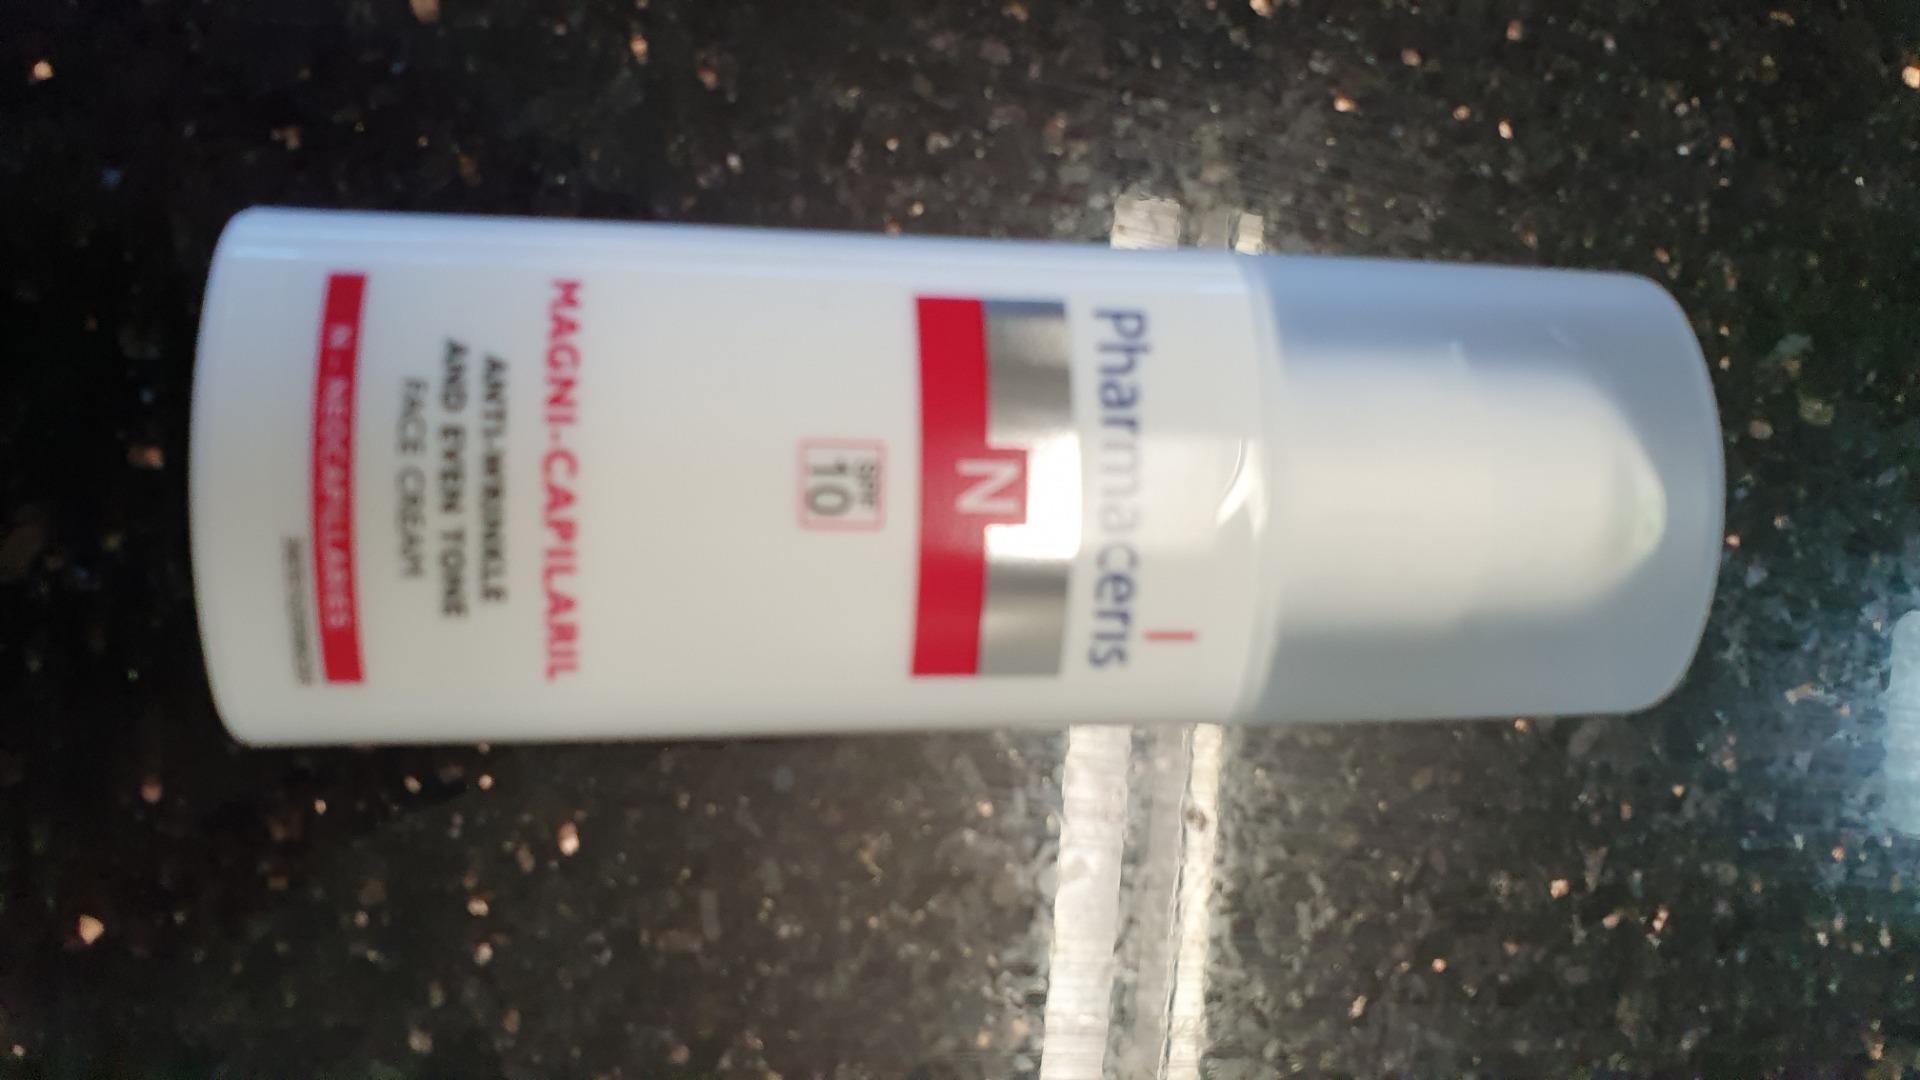 Pharmaceris
N
SPF
10
MAGNI-CAPILARIL
ANTI-WRINKLE
AND EVEN TONE
FACE CREAM
N - NEOCAPILLARIES